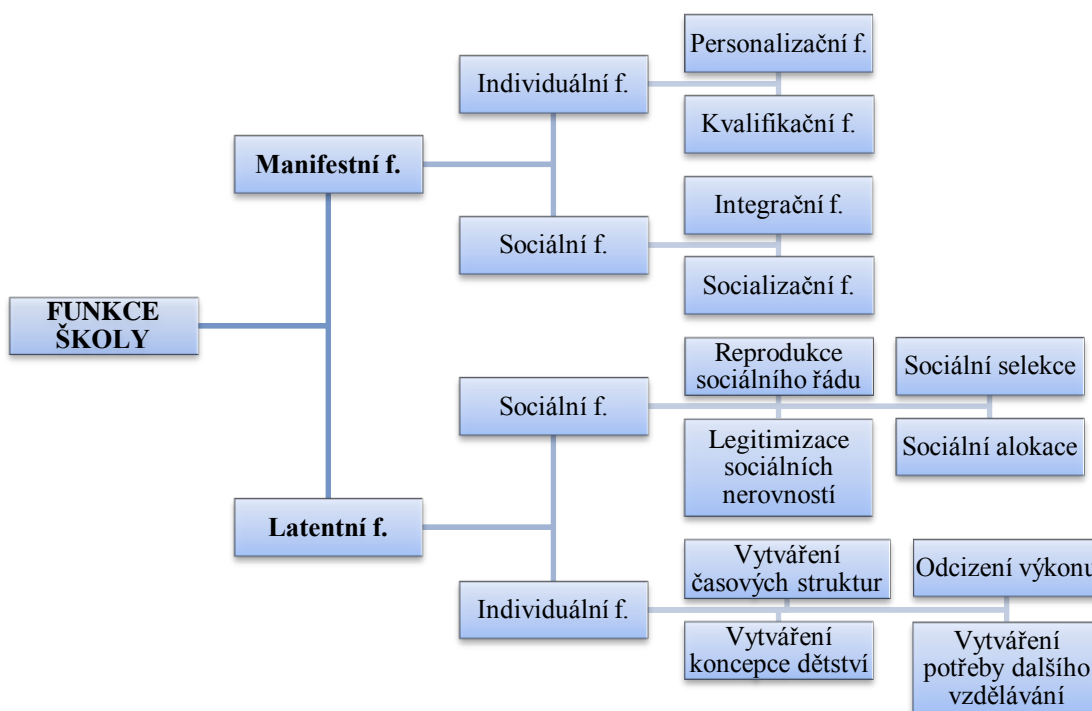 Personalizační f.
Individuální f.
Kvalifikační f.
Manifestní f.
Integrační f.
Sociální f.
Socializační f.
FUNKCE
ŠKOLY
Reprodukce
sociálního řádu
Sociální selekce
Sociální f.
Legitimizace
sociálních
nerovností
Sociální alokace
Latentní f.
Vytváření
časových struktur
Odcizení výkonu
Individuální f.
Vytváření
koncepce dětství
Vytváření
potřeby dalšího
vzdělávání